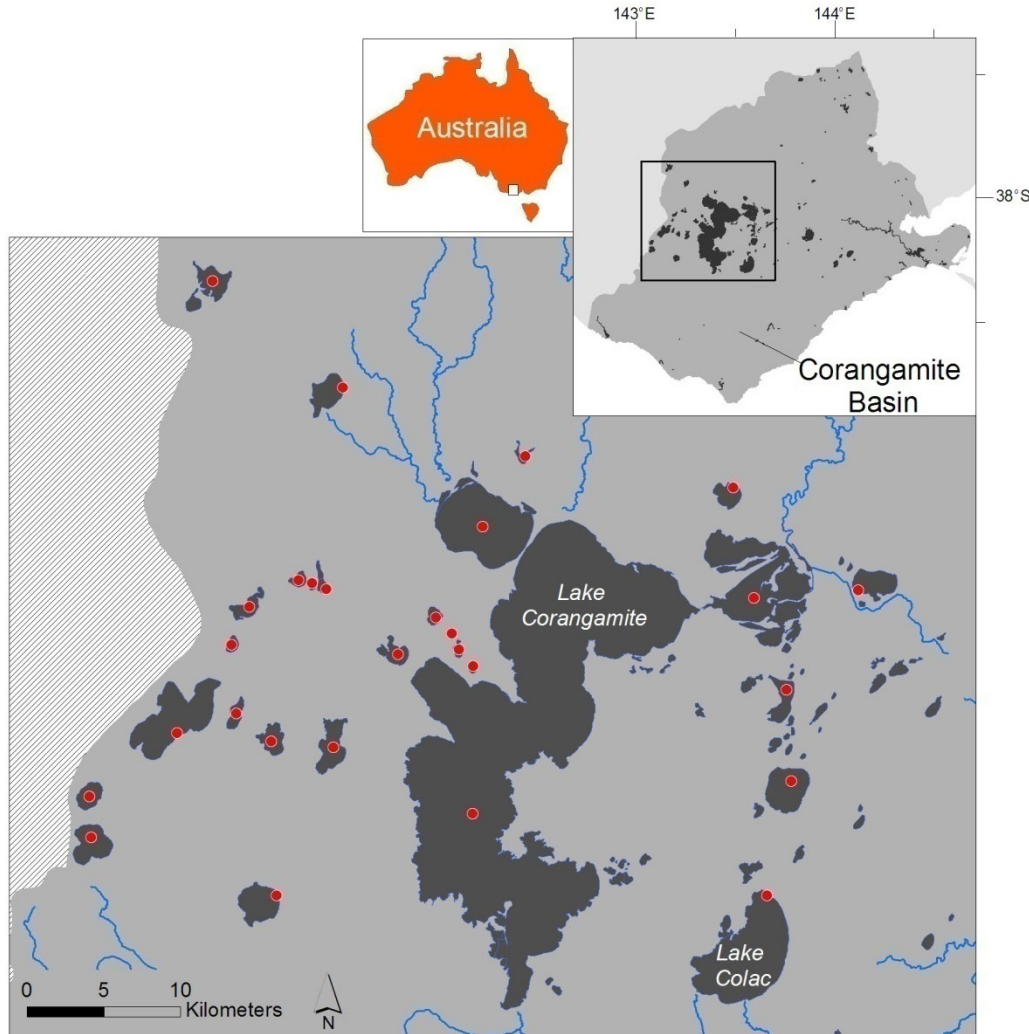 143°E
144°E
Australia
38°S
Corangamite
Basin
Lake
Corangamite
Lake
Colac
0
5
10
Kilometers
N